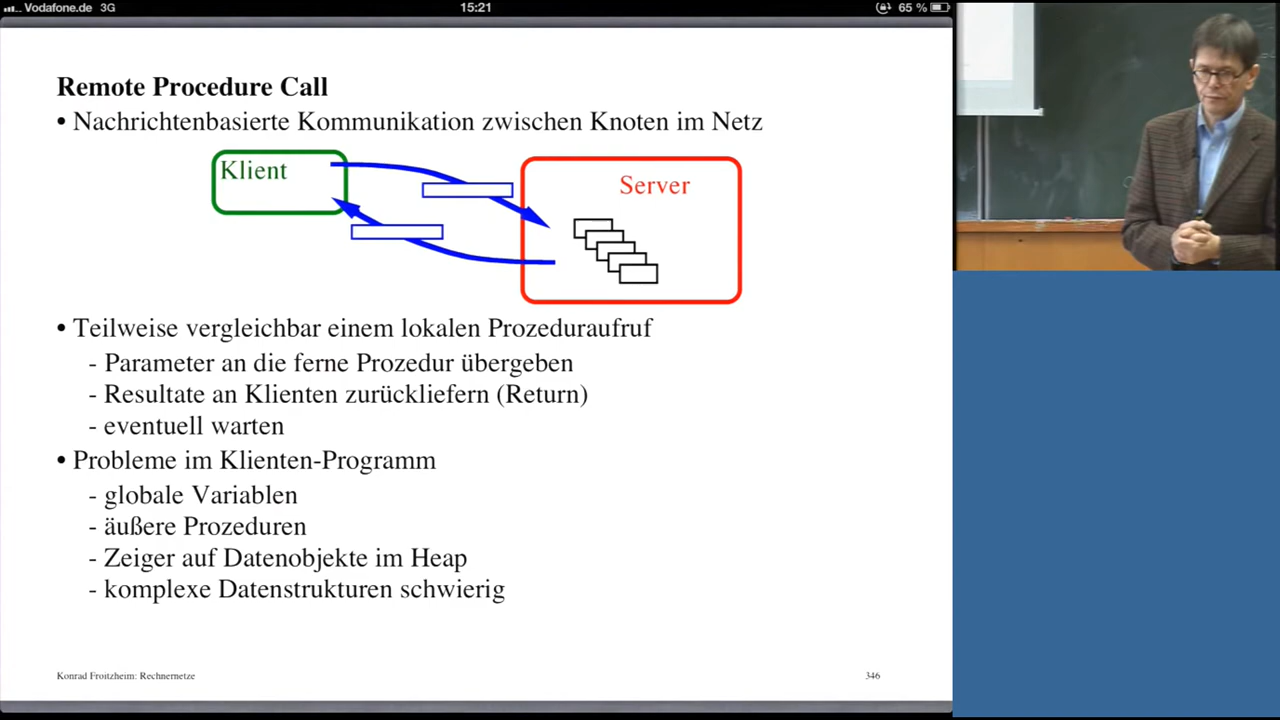 Vodafone.de 3G 15:21 65 %
Remote Procedure Call
• Nachrichtenbasierte Kommunikation zwischen Knoten im Netz
Klient
Server
• Teilweise vergleichbar einem lokalen Prozeduraufruf
- Parameter an die ferne Prozedur übergeben
- Resultate an Klienten zurückliefern (Return)
- eventuell warten
• Probleme im Klienten-Programm
- globale Variablen
- äußere Prozeduren
- Zeiger auf Datenobjekte im Heap
- komplexe Datenstrukturen schwierig
Konrad Froitzheim: Rechnernetze 346